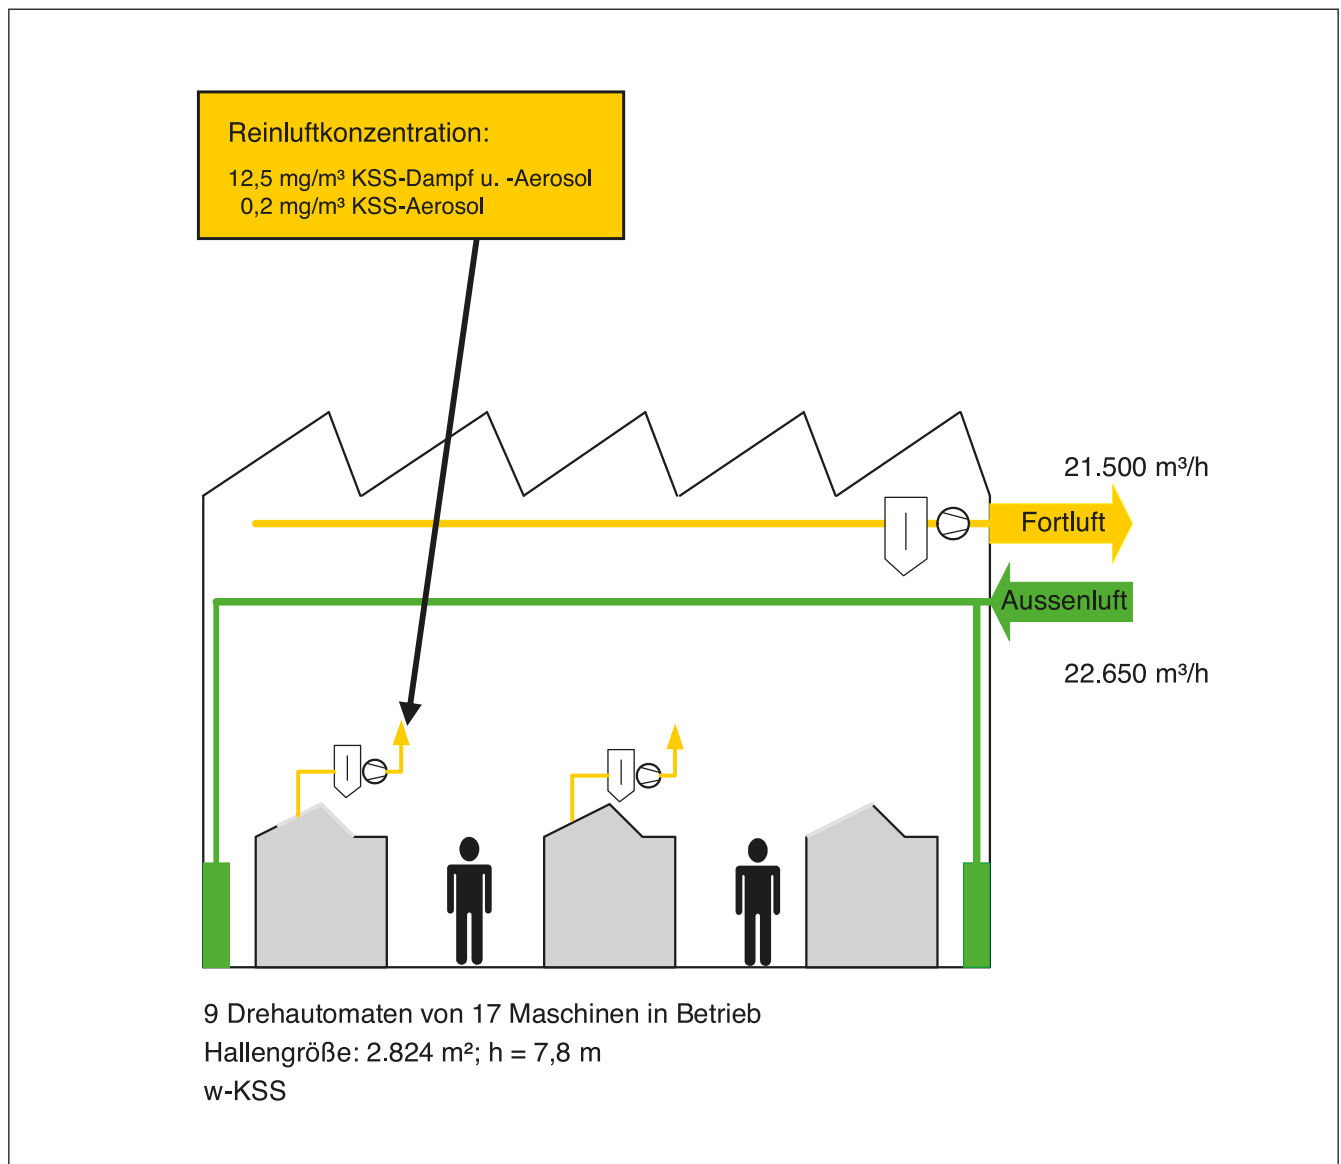 Reinluftkonzentration:
12,5 mg/m³ KSS-Dampf u. -Aerosol
0,2 mg/m³ KSS-Aerosol
21.500 m³/h
Fortluft
Aussenluft
22.650 m³/h
9 Drehautomaten von 17 Maschinen in Betrieb
Hallengröße: 2.824 m²; h = 7,8 m
w-KSS